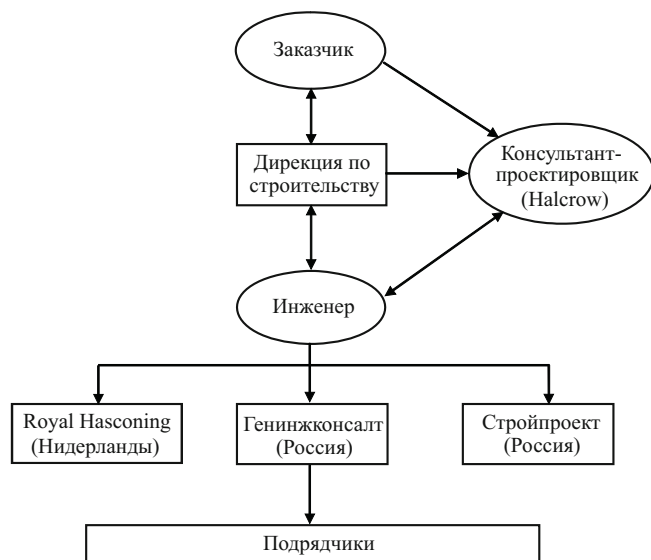 Заказчик
Дирекция по
строительству
Консультант-
проектировщик
(Halcrow)
Инженер
Royal Hasconing
(Нидерланды)
Генинжконсалт
(Россия)
Стройпроект
(Россия)
Подрядчики